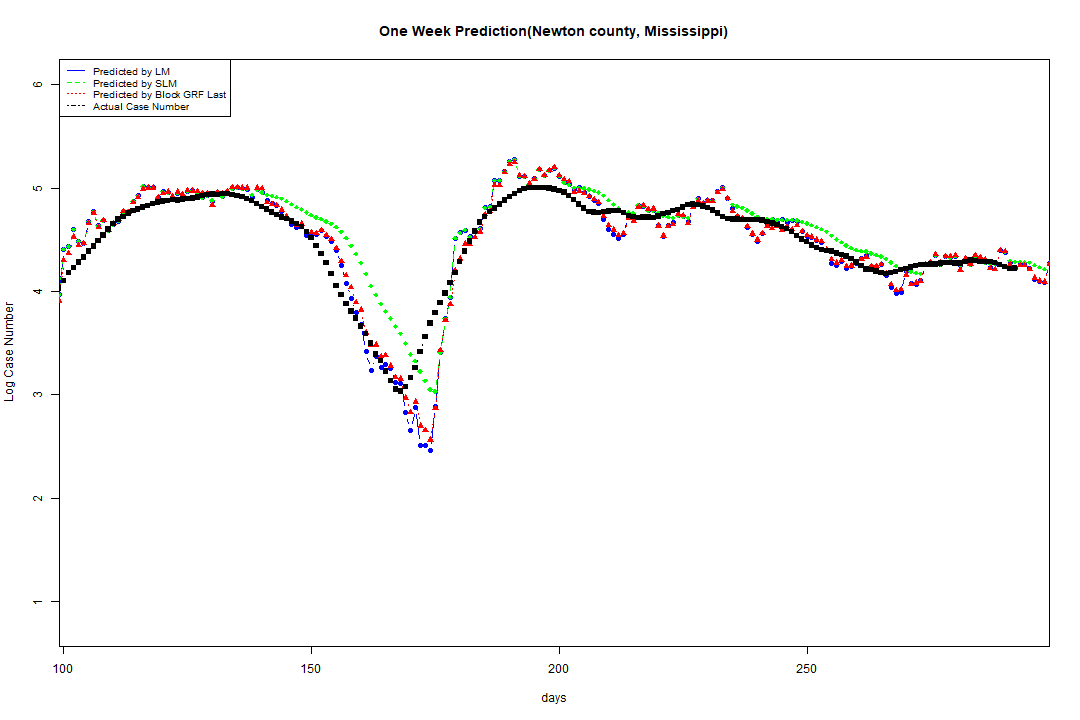 One Week Prediction(Newton county, Mississippi)
Predicted by LM
Predicted by SLM
Predicted by Block GRF Last
Actual Case Number
Log Case Number
6
5
4
3
2
1
100
150
200
250
days